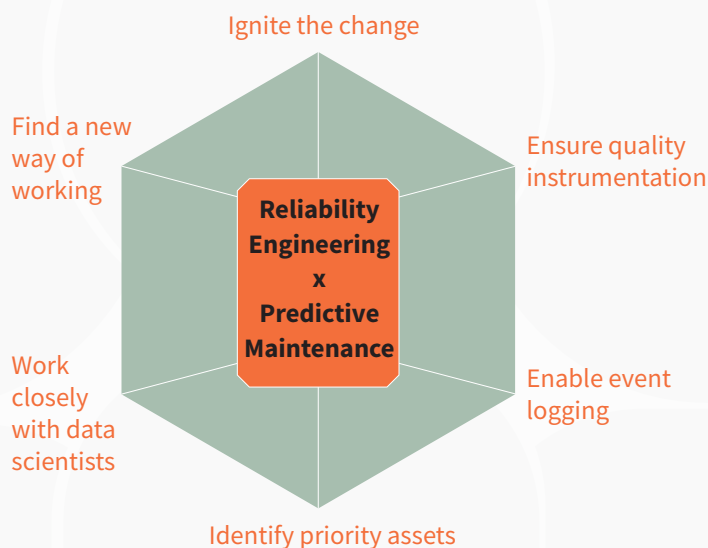 Ignite the change
Ensure quality
instrumentation
Enable event
logging
Identify priority assets
Work
closely
with data
scientists
Find a new
way of
working
Reliability
Engineering
x
Predictive
Maintenance